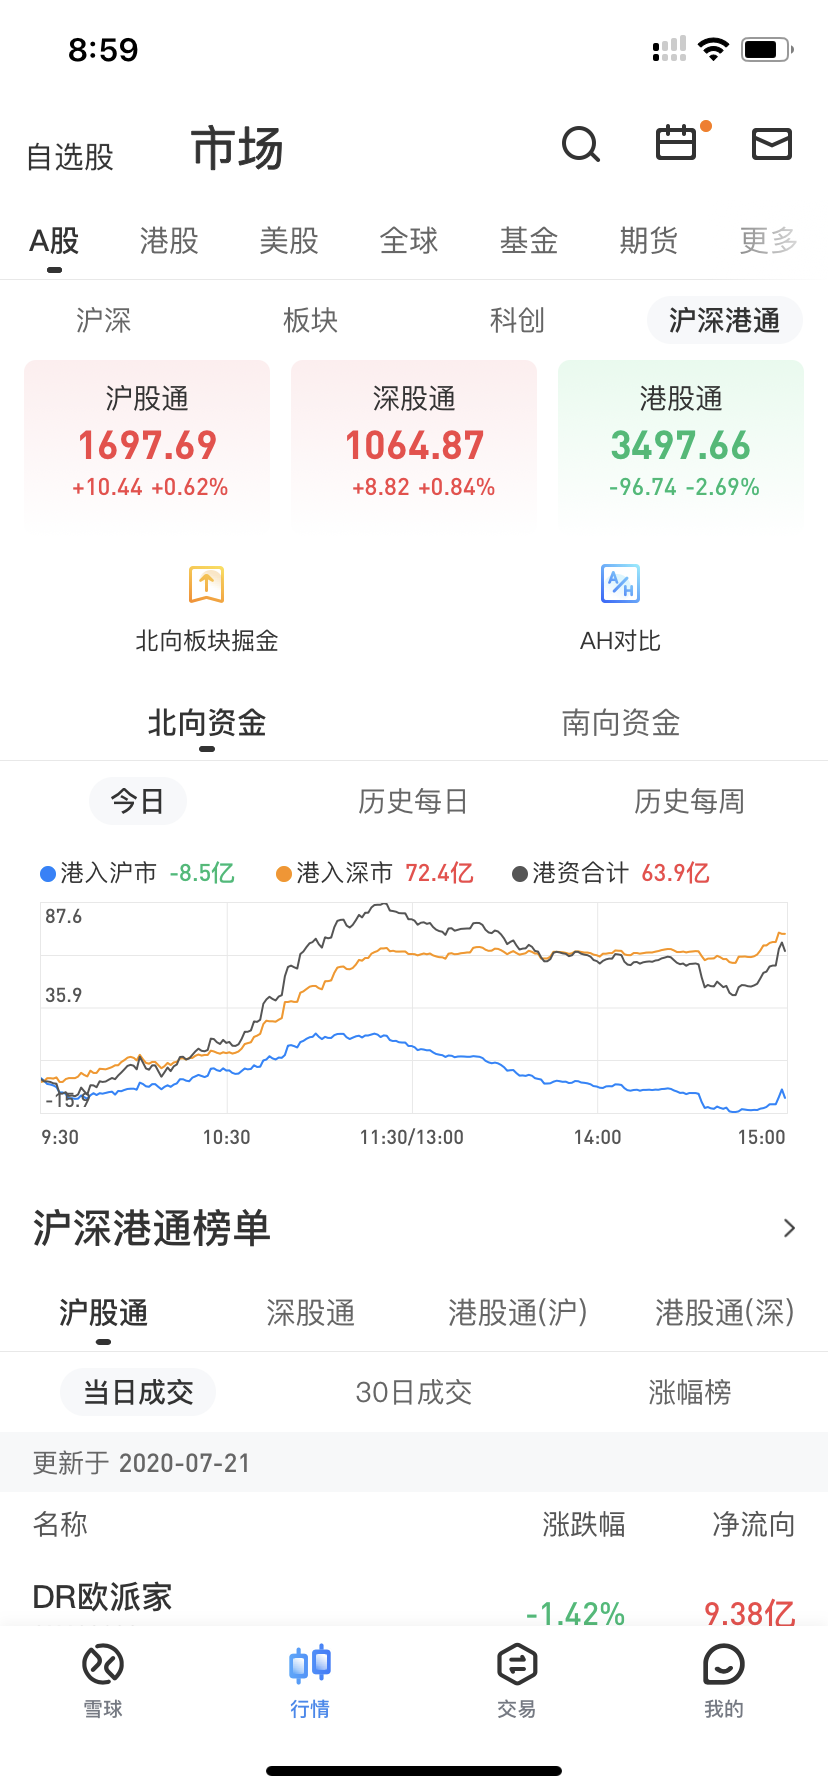 8:59
自选股 市场
A股 港股 美股 全球 基金 期货 更多
沪深 板块 科创 沪深港通
沪股通 深股通 港股通
1697.69 1064.87 3497.66
+10.44 +0.62% +8.82 +0.84% -96.74 -2.69%
A/H
北向板块掘金 AH对比
北向资金 南向资金
今日 历史每日 历史每周
港入沪市 -8.5亿 港入深市 72.4亿 港资合计 63.9亿
87.6
35.9
-15.9
9:30 10:30 11:30/13:00 14:00 15:00
沪深港通榜单
沪股通 深股通 港股通(沪) 港股通(深)
当日成交 30日成交 涨幅榜
更新于 2020-07-21
名称 涨跌幅 净流向
DR欧派家 -1.42% 9.38亿
雪球 行情 交易 我的